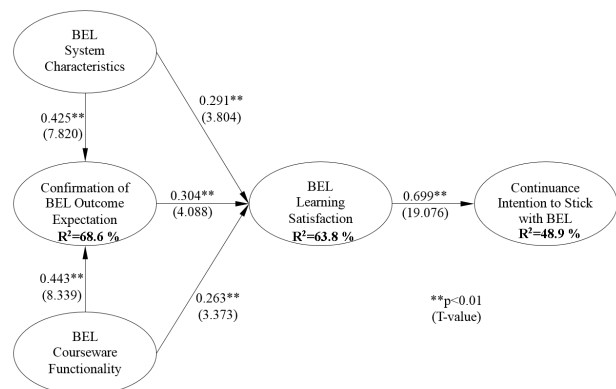 BEL
System
Characteristics
0.291**
(3.804)
0.425**
(7.820)
Confirmation of
BEL Outcome
Expectation
R²=68.6 %
0.304**
(4.088)
BEL
Learning
Satisfaction
R²=63.8 %
0.699**
(19.076)
Continuance
Intention to Stick
with BEL
R²=48.9 %
0.443**
(8.339)
0.263**
(3.373)
**p<0.01
(T-value)
BEL
Courseware
Functionality